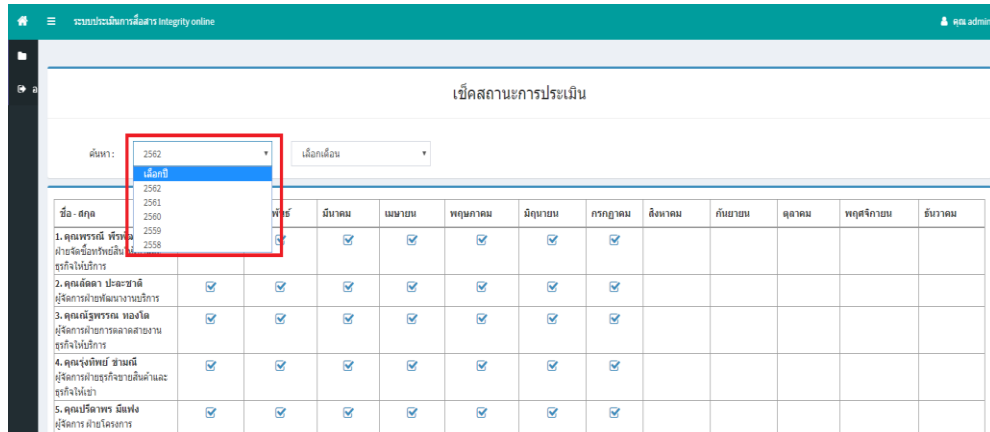 ระบบประเมินการสื่อสาร Integrity online
คุณ admin
a
เช็คสถานะการประเมิน
ค้นหา :
2562
เลือกเดือน
เลือกปี
2562
2561
2560
2559
2558
ชื่อ - สกุล
พันธ์ มีนาคม เมษายน พฤษภาคม มิถุนายน กรกฎาคม สิงหาคม กันยายน ตุลาคม พฤศจิกายน ธันวาคม
1. คุณพรรณี
ฝ่ายจัดซื้อทรัพย์สิน
ธุรกิจให้บริการ
2. คุณลัดดา ปะละชาติ
ผู้จัดการฝ่ายพัฒนางานบริการ
3. คุณณัฐพรรณ ทองโต
ผู้จัดการฝ่ายการตลาดสายงาน
ธุรกิจให้บริการ
4. คุณรุ่งทิพย์ ชำมณี
ผู้จัดการฝ่ายธุรกิจขายสินค้าและ
ธุรกิจให้เช่า
5. คุณปรีดาพร มีแฟง
ผู้จัดการ ฝ่ายโครงการ